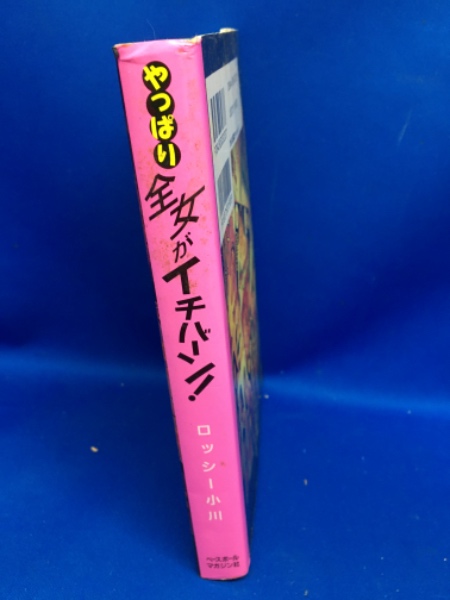 やっぱり
全女がイチバーン!
ロッシー小川
ベースボール
マガジン社